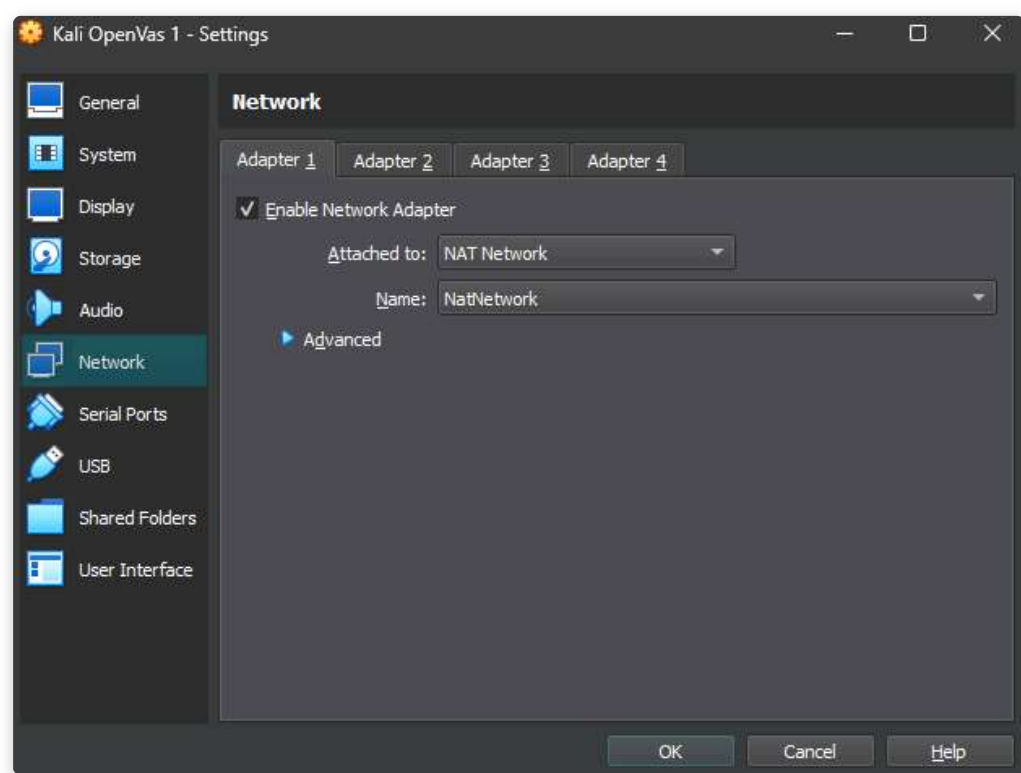 Kali OpenVas 1 - Settings
General
System
Display
Storage
Audio
Network
Serial Ports
USB
Shared Folders
User Interface
Network
Adapter 1 Adapter 2 Adapter 3 Adapter 4
Enable Network Adapter
Attached to: NAT Network
Name: NatNetwork
Advanced
OK Cancel Help